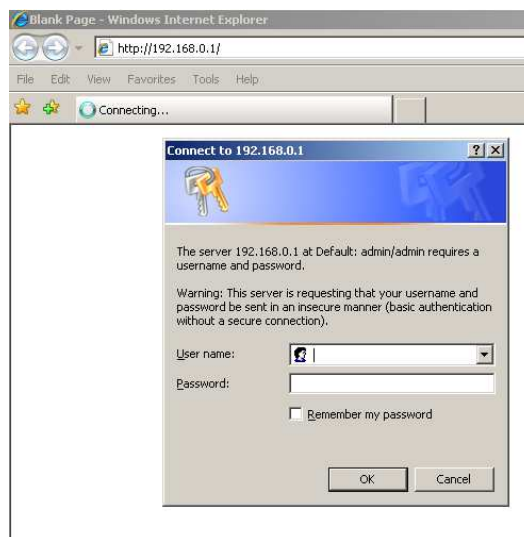 Blank Page - Windows Internet Explorer
http://192.168.0.1/
File Edit View Favorites Tools Help
Connecting...
Connect to 192.168.0.1
The server 192.168.0.1 at Default: admin/admin requires a
username and password.
Warning: This server is requesting that your username and
password be sent in an insecure manner (basic authentication
without a secure connection).
User name:
Password:
Remember my password
OK Cancel